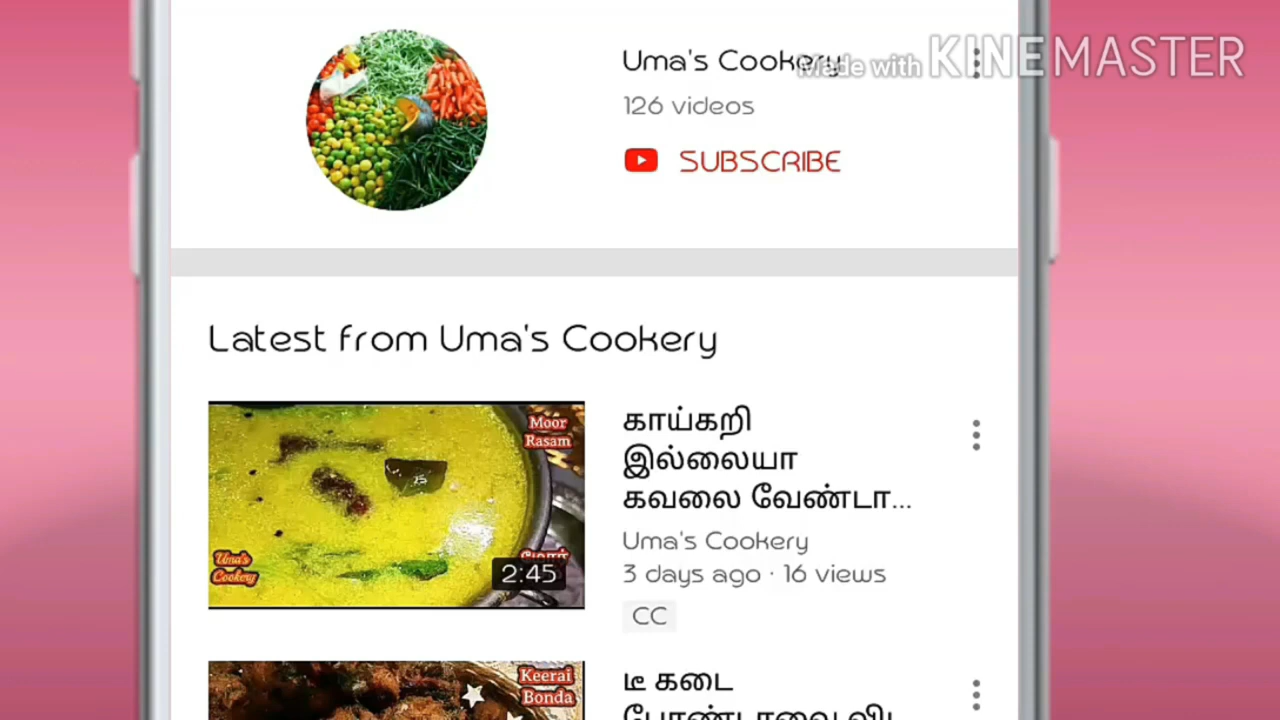 Uma's Cookery
Made with KINEMASTER
126 videos
SUBSCRIBE
Latest from Uma's Cookery
Moor
Rasam
Uma's
Cookery
மோர்
2:45
காய்கறி
இல்லையா
கவலை வேண்டா...
Uma's Cookery
3 days ago · 16 views
CC
Keerai
Bonda
டீ கடை